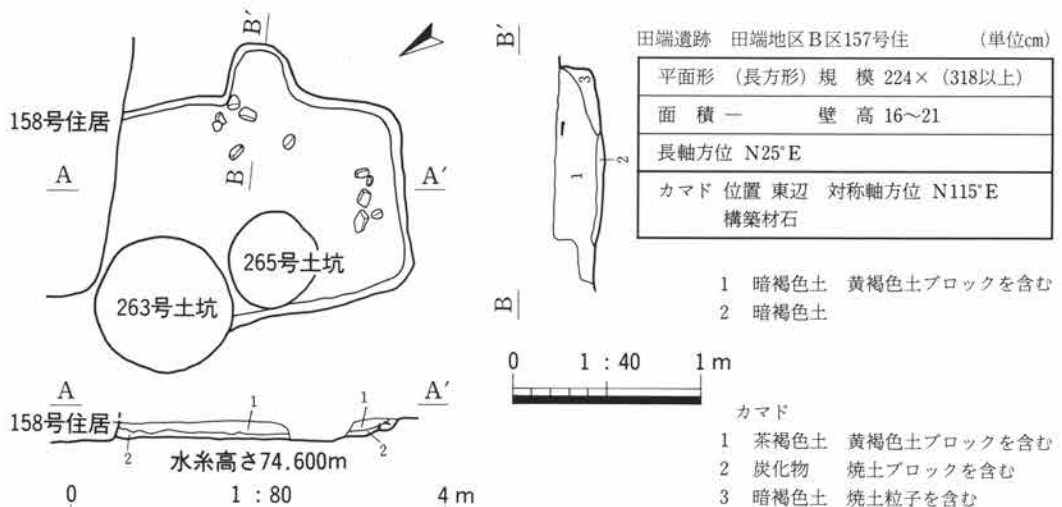 B B′
158号住居
A A′
B
265号土坑
263号土坑
A A′
158号住居
1
1
2
2
水糸高さ74.600m
0 1：80 4m
B′
3
1
2
B
0 1：40 1m
田端遺跡 田端地区B区157号住 (単位cm)
平面形 (長方形) 規模 224×(318以上)
面積 ― 壁高 16〜21
長軸方位 N25°E
カマド 位置 東辺 対称軸方位 N115°E
構築材石
1 暗褐色土 黄褐色土ブロックを含む
2 暗褐色土
カマド
1 茶褐色土 黄褐色土ブロックを含む
2 炭化物 焼土ブロックを含む
3 暗褐色土 焼土粒子を含む